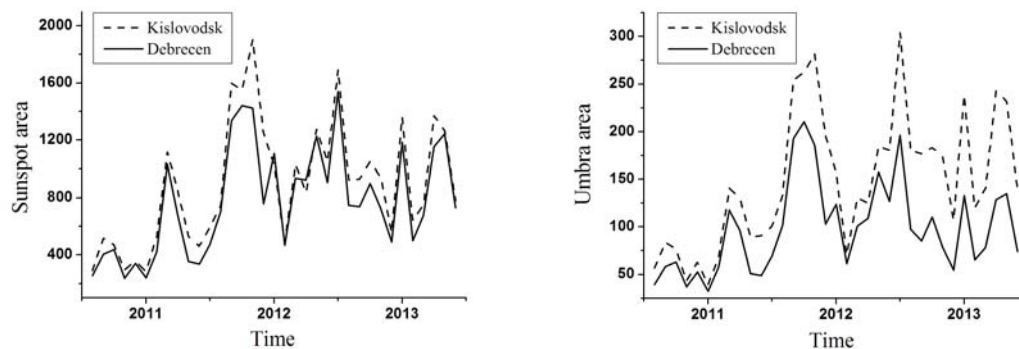 2000
1600
1200
800
400
Sunspot area
Kislovodsk
Debrecen
2011 2012 2013
Time
300
250
200
150
100
50
Umbra area
Kislovodsk
Debrecen
2011 2012 2013
Time